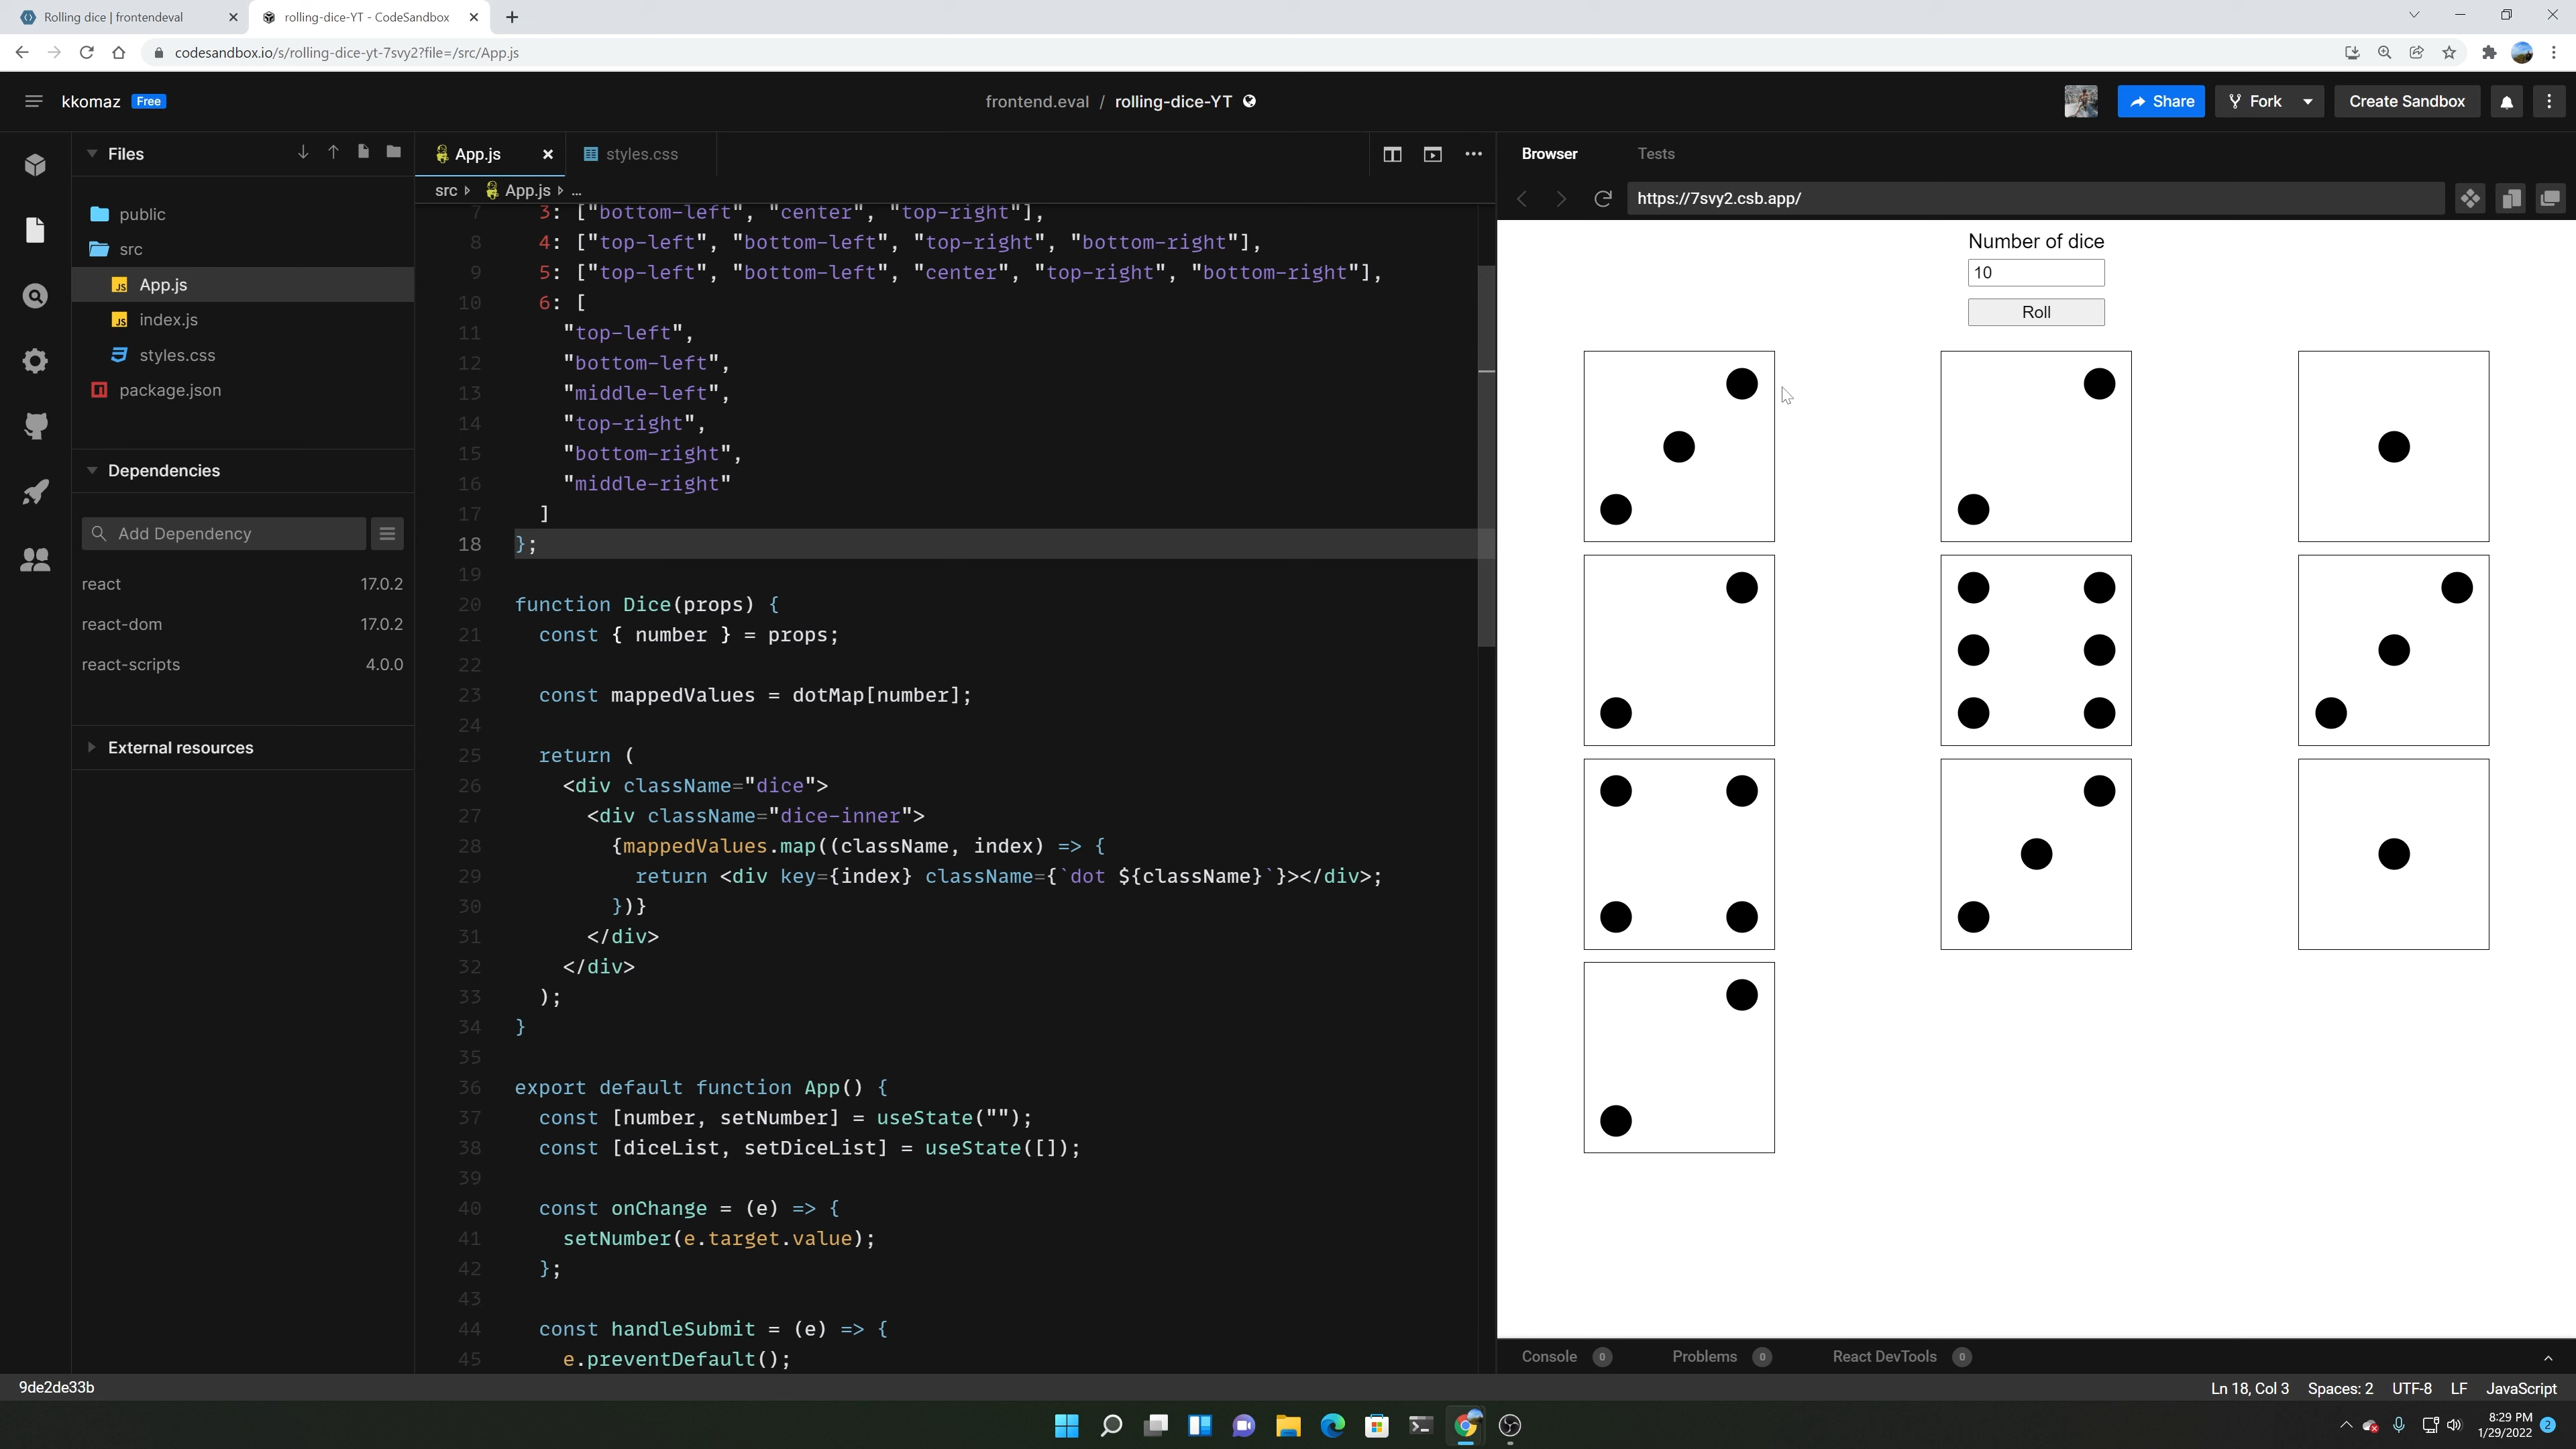 Rolling dice | frontendeval
rolling-dice-YT - CodeSandbox
codesandbox.io/s/rolling-dice-yt-7svy2?file=/src/App.js
kkomaz Free
frontend.eval / rolling-dice-YT
Share
Fork
Create Sandbox
Files
public
src
App.js
index.js
styles.css
package.json
Dependencies
Add Dependency
react 17.0.2
react-dom 17.0.2
react-scripts 4.0.0
External resources
App.js
styles.css
src App.js ...
7 3: ["bottom-left", "center", "top-right"],
8 4: ["top-left", "bottom-left", "top-right", "bottom-right"],
9 5: ["top-left", "bottom-left", "center", "top-right", "bottom-right"],
10 6: [
11 "top-left",
12 "bottom-left",
13 "middle-left",
14 "top-right",
15 "bottom-right",
16 "middle-right"
17 ]
18 };
19
20 function Dice(props) {
21 const { number } = props;
22
23 const mappedValues = dotMap[number];
24
25 return (
26 <div className="dice">
27 <div className="dice-inner">
28 {mappedValues.map((className, index) => {
29 return <div key={index} className={`dot ${className}`}></div>;
30 })}
31 </div>
32 </div>
33 );
34 }
35
36 export default function App() {
37 const [number, setNumber] = useState("");
38 const [diceList, setDiceList] = useState([]);
39
40 const onChange = (e) => {
41 setNumber(e.target.value);
42 };
43
44 const handleSubmit = (e) => {
45 e.preventDefault();
Browser
Tests
https://7svy2.csb.app/
Number of dice
10
Roll
Console 0
Problems 0
React DevTools 0
9de2de33b
Ln 18, Col 3 Spaces: 2 UTF-8 LF JavaScript
8:29 PM
1/29/2022
2